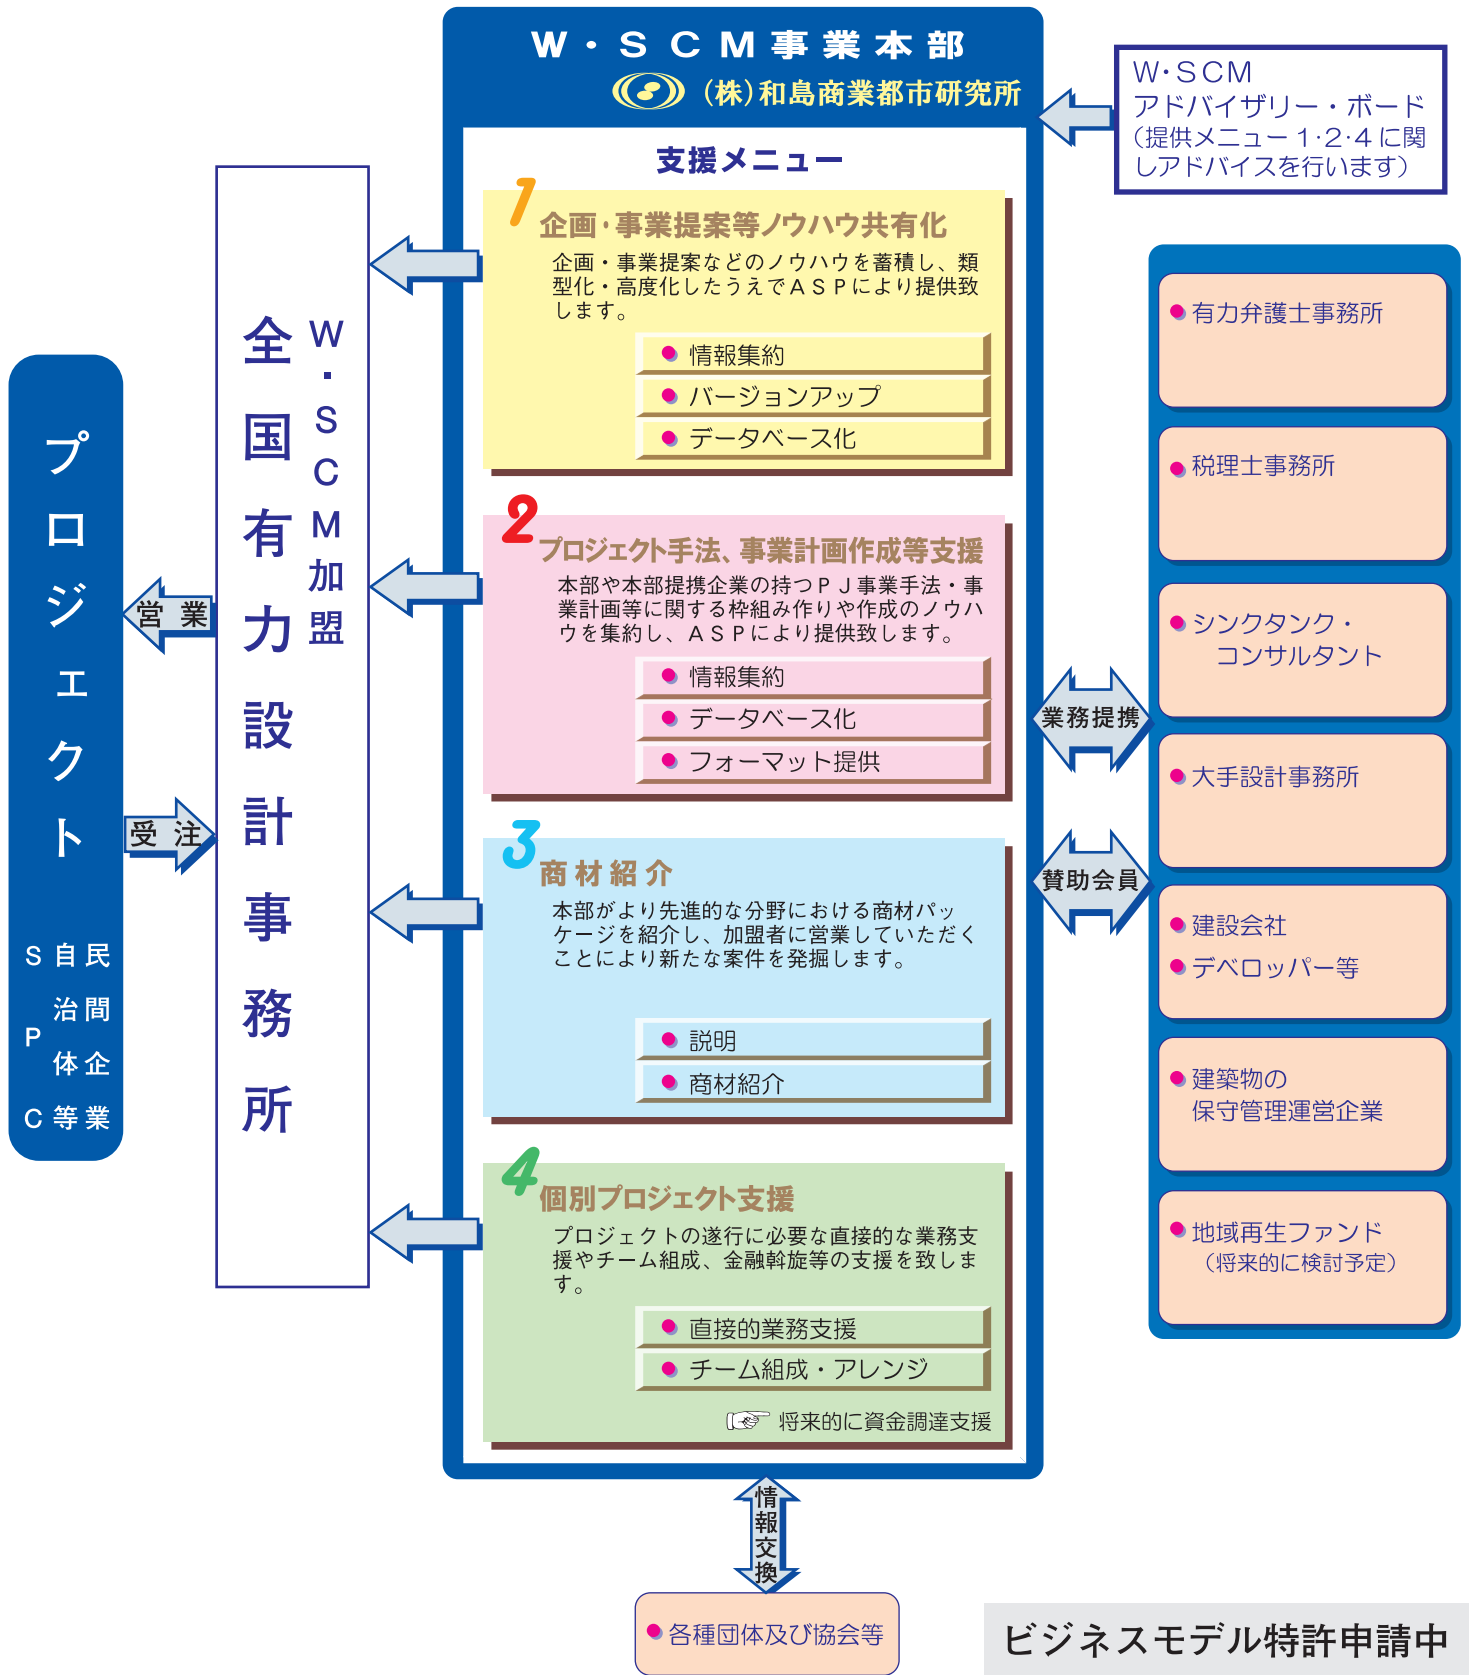 W・SCM事業本部
(株)和島商業都市研究所
W・SCM
アドバイザリー・ボード
(提供メニュー1・2・4に関
しアドバイスを行います)
支援メニュー
1
企画・事業提案等ノウハウ共有化
企画・事業提案などのノウハウを蓄積し、類
型化・高度化したうえでASPにより提供致
します。
情報集約
バージョンアップ
データベース化
2
プロジェクト手法、事業計画作成等支援
本部や本部提携企業の持つPJ事業手法・事
業計画等に関する枠組み作りや作成のノウハ
ウを集約し、ASPにより提供致します。
情報集約
データベース化
フォーマット提供
3
商材紹介
本部がより先進的な分野における商材パッ
ケージを紹介し、加盟者に営業していただく
ことにより新たな案件を発掘します。
説明
商材紹介
4
個別プロジェクト支援
プロジェクトの遂行に必要な直接的な業務支
援やチーム組成、金融斡旋等の支援を致しま
す。
直接的業務支援
チーム組成・アレンジ
将来的に資金調達支援
W・SCM加盟
全国有力設計事務所
営業
受注
プロジェクト
民間企業
自治体等
SPC
業務提携
賛助会員
有力弁護士事務所
税理士事務所
シンクタンク・
コンサルタント
大手設計事務所
建設会社
デベロッパー等
建築物の
保守管理運営企業
地域再生ファンド
(将来的に検討予定)
情報交換
各種団体及び協会等
ビジネスモデル特許申請中